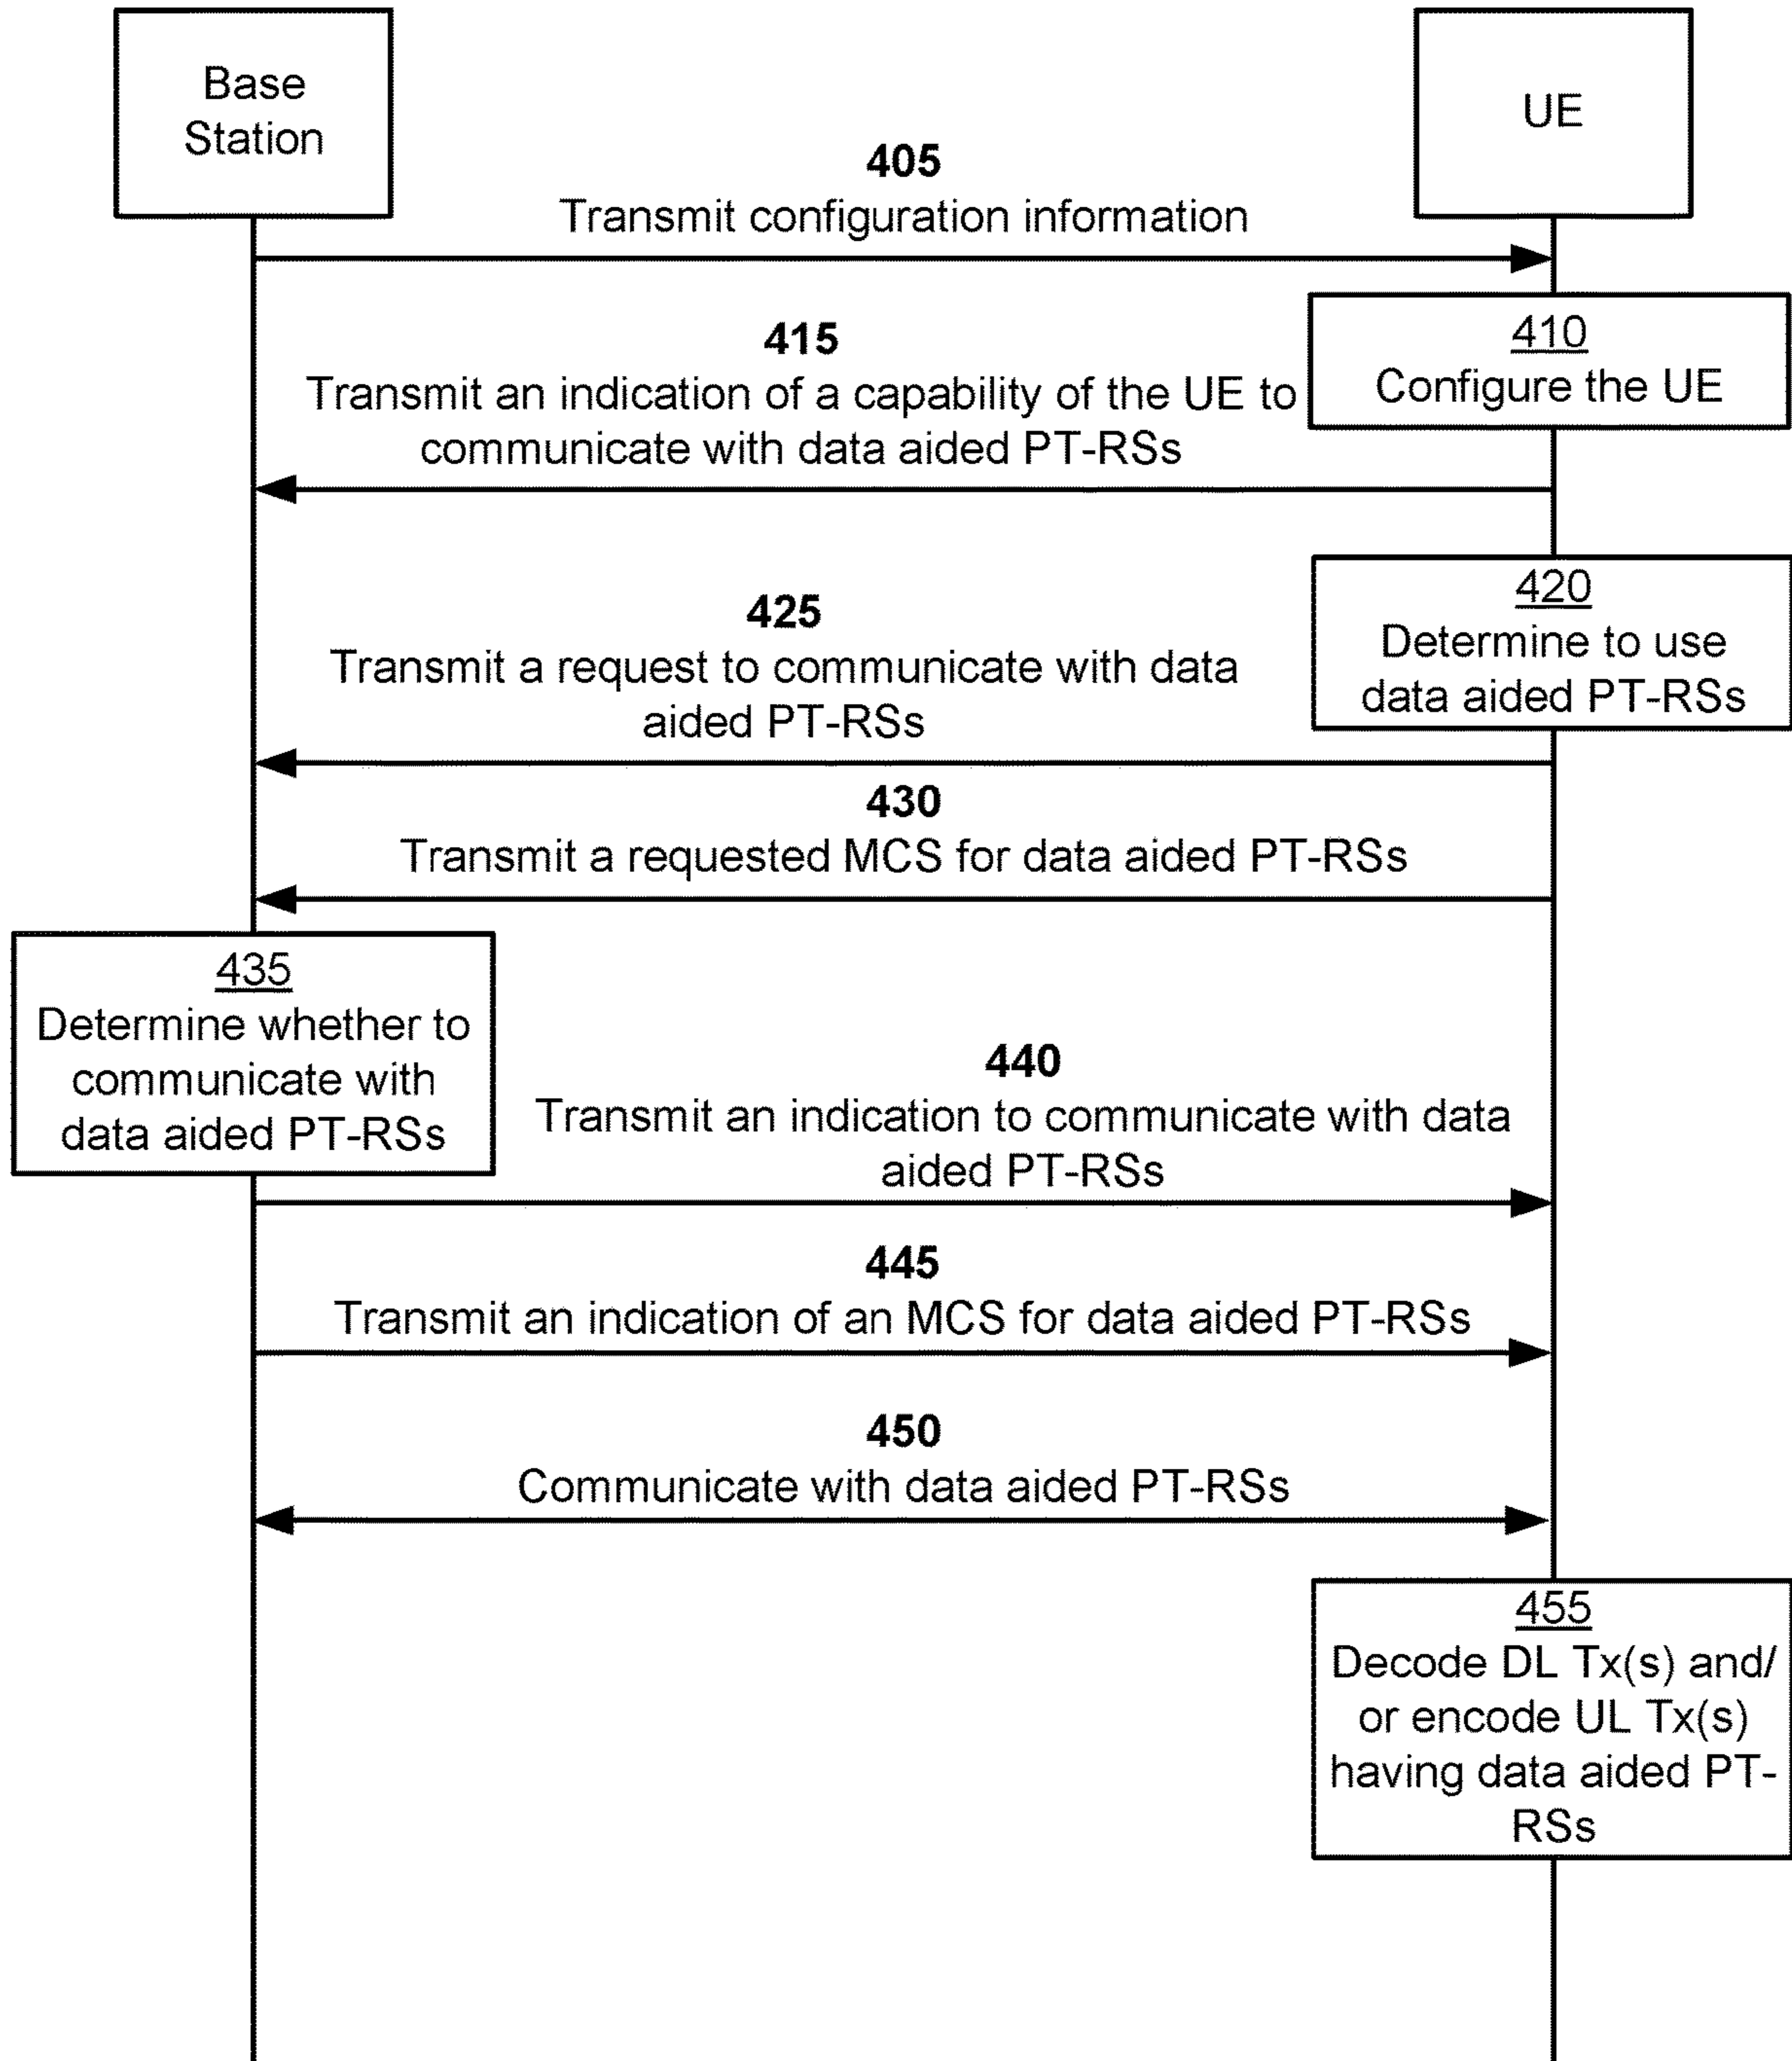 Base
Station
UE
405
Transmit configuration information
410
Configure the UE
415
Transmit an indication of a capability of the UE to
communicate with data aided PT-RSs
420
Determine to use
data aided PT-RSs
425
Transmit a request to communicate with data
aided PT-RSs
430
Transmit a requested MCS for data aided PT-RSs
435
Determine whether to
communicate with
data aided PT-RSs
440
Transmit an indication to communicate with data
aided PT-RSs
445
Transmit an indication of an MCS for data aided PT-RSs
450
Communicate with data aided PT-RSs
455
Decode DL Tx(s) and/
or encode UL Tx(s)
having data aided PT-
RSs